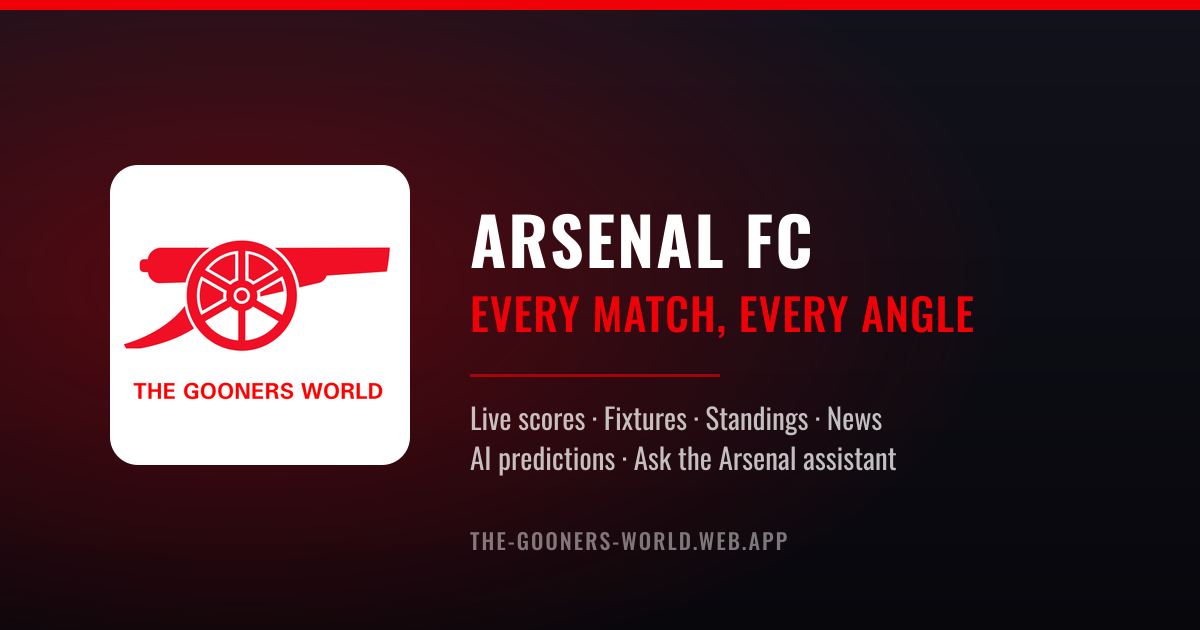 THE GOONERS WORLD
ARSENAL FC
EVERY MATCH, EVERY ANGLE
Live scores · Fixtures · Standings · News
AI predictions · Ask the Arsenal assistant
THE-GOONERS-WORLD.WEB.APP